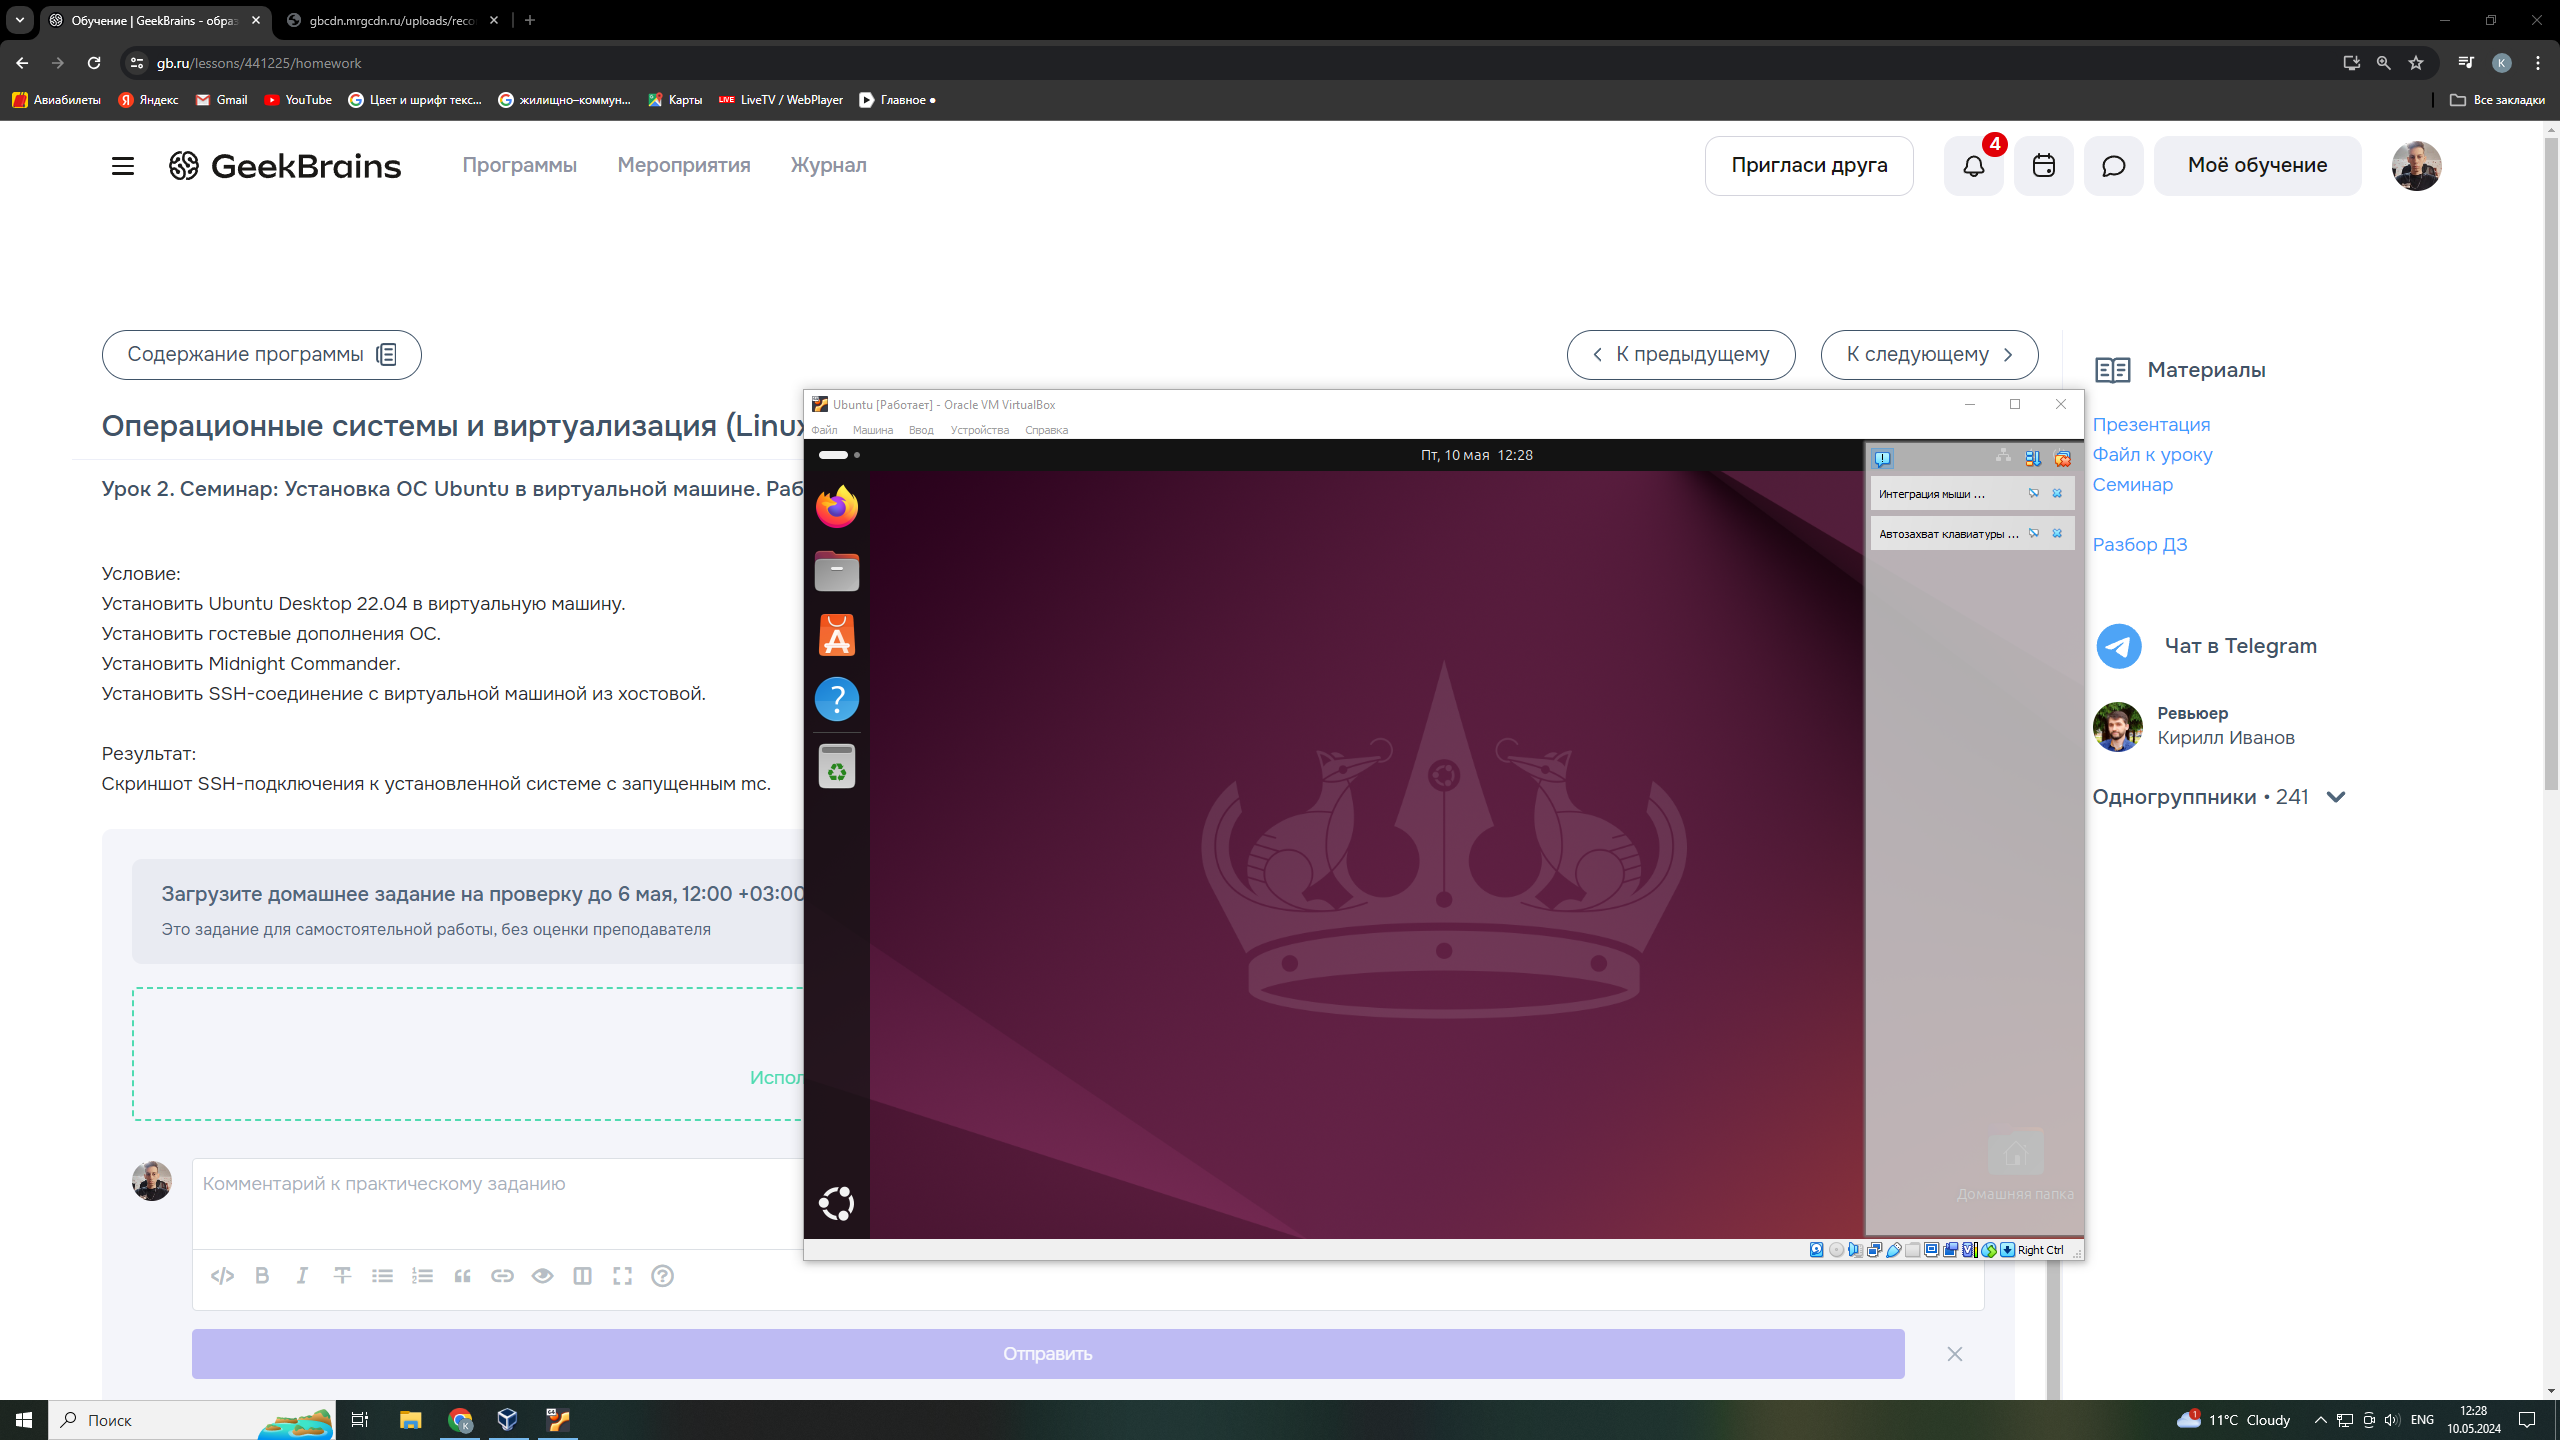 Обучение | GeekBrains - образ
gbcdn.mrgcdn.ru/uploads/reco
gb.ru/lessons/441225/homework
K
Авиабилеты
Яндекс
Gmail
YouTube
Цвет и шрифт текс...
жилищно–коммун...
Карты
LIVE
LiveTV / WebPlayer
Главное ●
Все закладки
GeekBrains
Программы
Мероприятия
Журнал
Пригласи друга
4
Моё обучение
Содержание программы
К предыдущему
К следующему
Операционные системы и виртуализация (Linux
Урок 2. Семинар: Установка ОС Ubuntu в виртуальной машине. Раб
Условие:
Установить Ubuntu Desktop 22.04 в виртуальную машину.
Установить гостевые дополнения ОС.
Установить Midnight Commander.
Установить SSH-соединение с виртуальной машиной из хостовой.
Результат:
Скриншот SSH-подключения к установленной системе с запущенным mc.
Загрузите домашнее задание на проверку до 6 мая, 12:00 +03:00
Это задание для самостоятельной работы, без оценки преподавателя
Испол
Комментарий к практическому заданию
Отправить
Ubuntu [Работает] - Oracle VM VirtualBox
Файл
Машина
Ввод
Устройства
Справка
Пт, 10 мая 12:28
Интеграция мыши ...
Автозахват клавиатуры ...
Домашняя папка
Right Ctrl
Материалы
Презентация
Файл к уроку
Семинар
Разбор ДЗ
Чат в Telegram
Ревьюер
Кирилл Иванов
Одногруппники • 241
Поиск
K
64
1
11°C Cloudy
ENG
12:28
10.05.2024